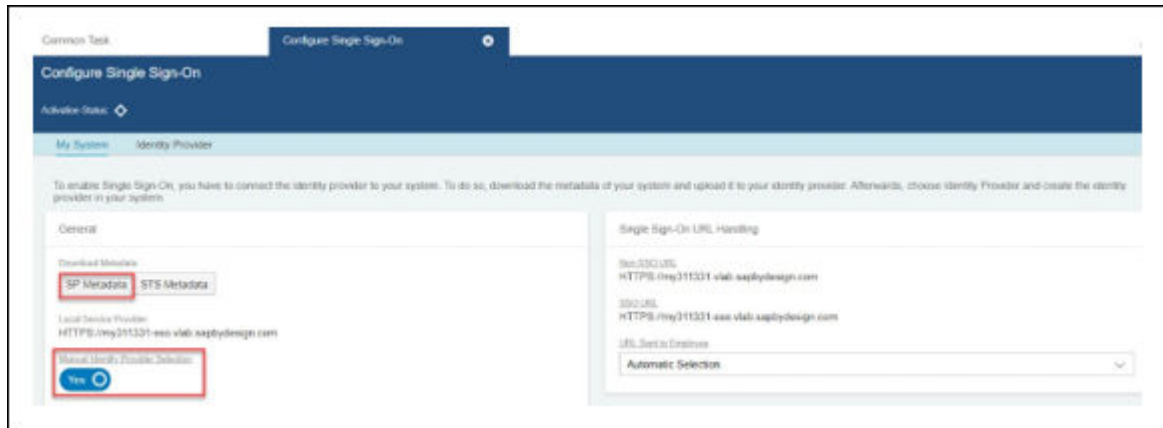 Common Task
Configure Single Sign-On
Configure Single Sign-On
Activation Status:
My System
Identity Provider
To enable Single Sign-On, you have to connect the identity provider to your system. To do so, download the metadata of your system and upload it to your identity provider. Afterwards, choose Identity Provider and create the identity
provider in your system.
General
Single Sign-On URL Handling
Download Metadata
SP Metadata
STS Metadata
Local Service Provider
HTTPS://my311331-sso.vlab.sapbydesign.com
Manual Identity Provider Selection
Yes
Non-SSO URL
HTTPS://my311331.vlab.sapbydesign.com
SSO URL
HTTPS://my311331-sso.vlab.sapbydesign.com
URL Sent to Employee
Automatic Selection